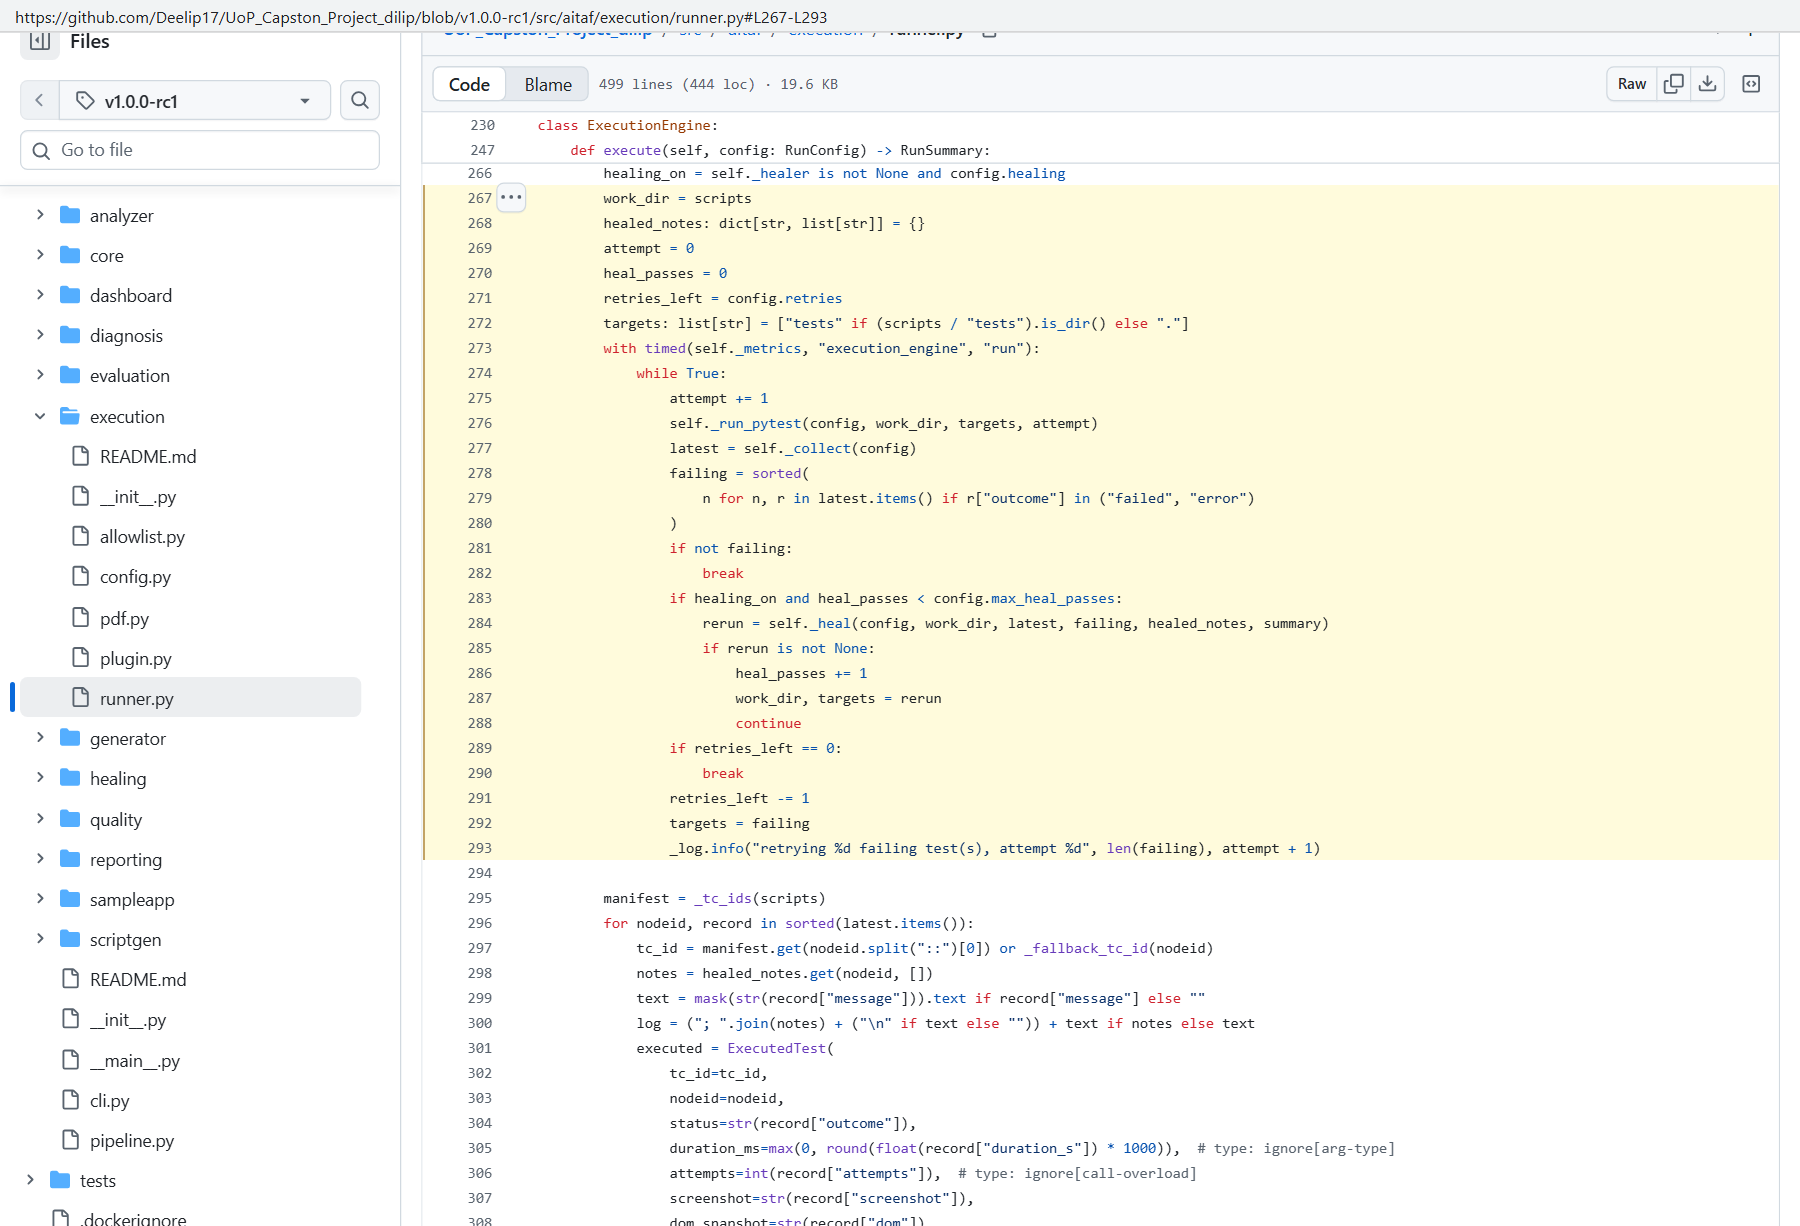 https://github.com/Deelip17/UoP_Capston_Project_dilip/blob/v1.0.0-rc1/src/aitaf/execution/runner.py#L267-L293
Files
v1.0.0-rc1
Go to file
analyzer
core
dashboard
diagnosis
evaluation
execution
README.md
__init__.py
allowlist.py
config.py
pdf.py
plugin.py
runner.py
generator
healing
quality
reporting
sampleapp
scriptgen
README.md
__init__.py
__main__.py
cli.py
pipeline.py
tests
.dockerignore
UoP_Capston_Project_dilip / src / aitaf / execution / runner.py
Code Blame 499 lines (444 loc) · 19.6 KB Raw
230 class ExecutionEngine:
247 def execute(self, config: RunConfig) -> RunSummary:
266 healing_on = self._healer is not None and config.healing
267 work_dir = scripts
268 healed_notes: dict[str, list[str]] = {}
269 attempt = 0
270 heal_passes = 0
271 retries_left = config.retries
272 targets: list[str] = ["tests" if (scripts / "tests").is_dir() else "."]
273 with timed(self._metrics, "execution_engine", "run"):
274 while True:
275 attempt += 1
276 self._run_pytest(config, work_dir, targets, attempt)
277 latest = self._collect(config)
278 failing = sorted(
279 n for n, r in latest.items() if r["outcome"] in ("failed", "error")
280 )
281 if not failing:
282 break
283 if healing_on and heal_passes < config.max_heal_passes:
284 rerun = self._heal(config, work_dir, latest, failing, healed_notes, summary)
285 if rerun is not None:
286 heal_passes += 1
287 work_dir, targets = rerun
288 continue
289 if retries_left == 0:
290 break
291 retries_left -= 1
292 targets = failing
293 _log.info("retrying %d failing test(s), attempt %d", len(failing), attempt + 1)
294
295 manifest = _tc_ids(scripts)
296 for nodeid, record in sorted(latest.items()):
297 tc_id = manifest.get(nodeid.split("::")[0]) or _fallback_tc_id(nodeid)
298 notes = healed_notes.get(nodeid, [])
299 text = mask(str(record["message"])).text if record["message"] else ""
300 log = ("; ".join(notes) + ("\n" if text else "")) + text if notes else text
301 executed = ExecutedTest(
302 tc_id=tc_id,
303 nodeid=nodeid,
304 status=str(record["outcome"]),
305 duration_ms=max(0, round(float(record["duration_s"]) * 1000)), # type: ignore[arg-type]
306 attempts=int(record["attempts"]), # type: ignore[call-overload]
307 screenshot=str(record["screenshot"]),
308 dom_snapshot=str(record["dom"])